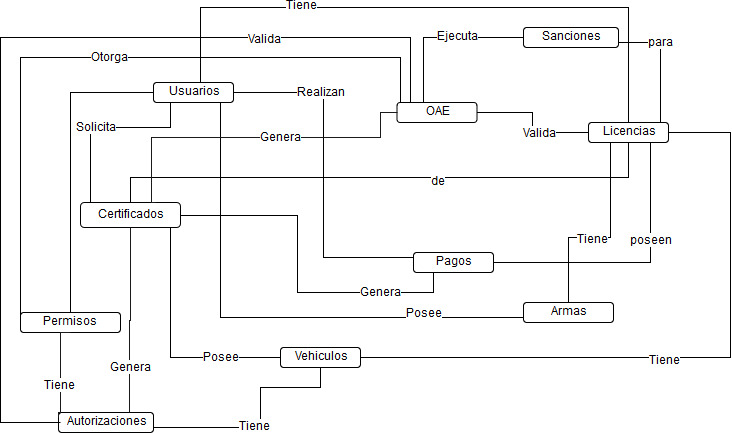 Tiene
Valida
Ejecuta
Sanciones
para
Otorga
Usuarios
Realizan
OAE
Solicita
Genera
Valida
Licencias
de
Certificados
Tiene
poseen
Pagos
Genera
Permisos
Posee
Armas
Posee
Vehiculos
Tiene
Genera
Tiene
Autorizaciones
Tiene